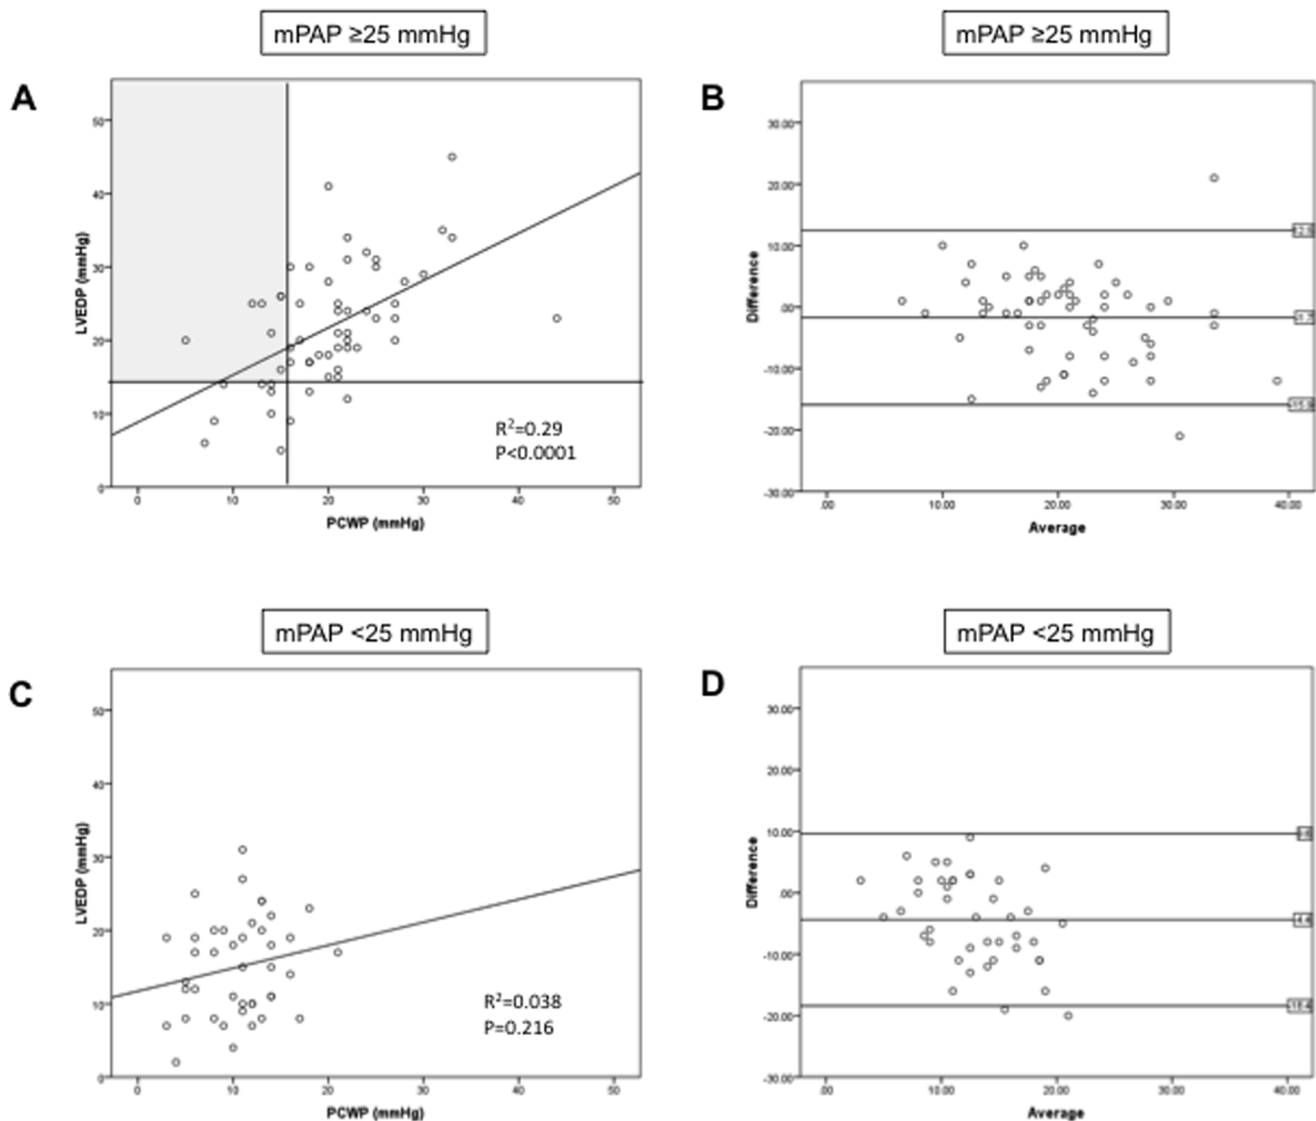 mPAP ≥25 mmHg
mPAP ≥25 mmHg
A
B
LVEDP (mmHg)
50
40
30
20
10
0
R²=0.29
P<0.0001
0 10 20 30 40 50
PCWP (mmHg)
Difference
30.00
20.00
10.00
.00
-10.00
-20.00
-30.00
.00 10.00 20.00 30.00 40.00
Average
mPAP <25 mmHg
mPAP <25 mmHg
C
D
LVEDP (mmHg)
50
40
30
20
10
0
R²=0.038
P=0.216
0 10 20 30 40 50
PCWP (mmHg)
Difference
30.00
20.00
10.00
.00
-10.00
-20.00
-30.00
.00 10.00 20.00 30.00 40.00
Average